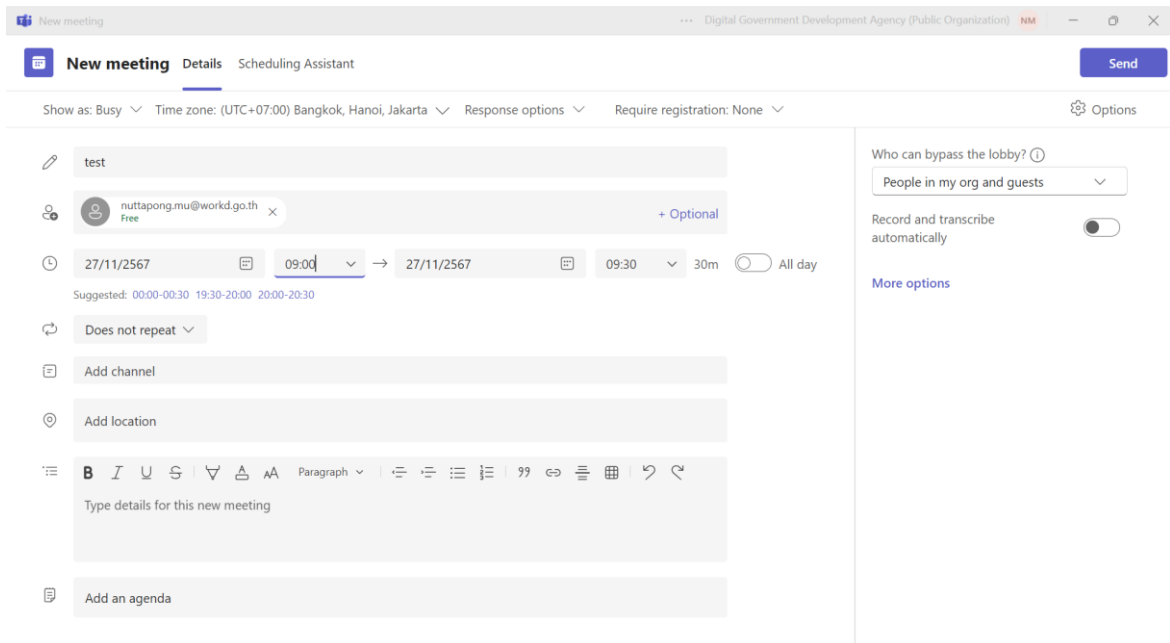 New meeting
··· Digital Government Development Agency (Public Organization) NM
New meeting Details Scheduling Assistant Send
Show as: Busy Time zone: (UTC+07:00) Bangkok, Hanoi, Jakarta Response options Require registration: None Options
Who can bypass the lobby?
test
People in my org and guests
nuttapong.mu@workd.go.th
Free
+ Optional
Record and transcribe
automatically
27/11/2567 09:00 → 27/11/2567 09:30 30m All day
More options
Suggested: 00:00-00:30 19:30-20:00 20:00-20:30
Does not repeat
Add channel
Add location
B I U S A AA Paragraph
Type details for this new meeting
Add an agenda